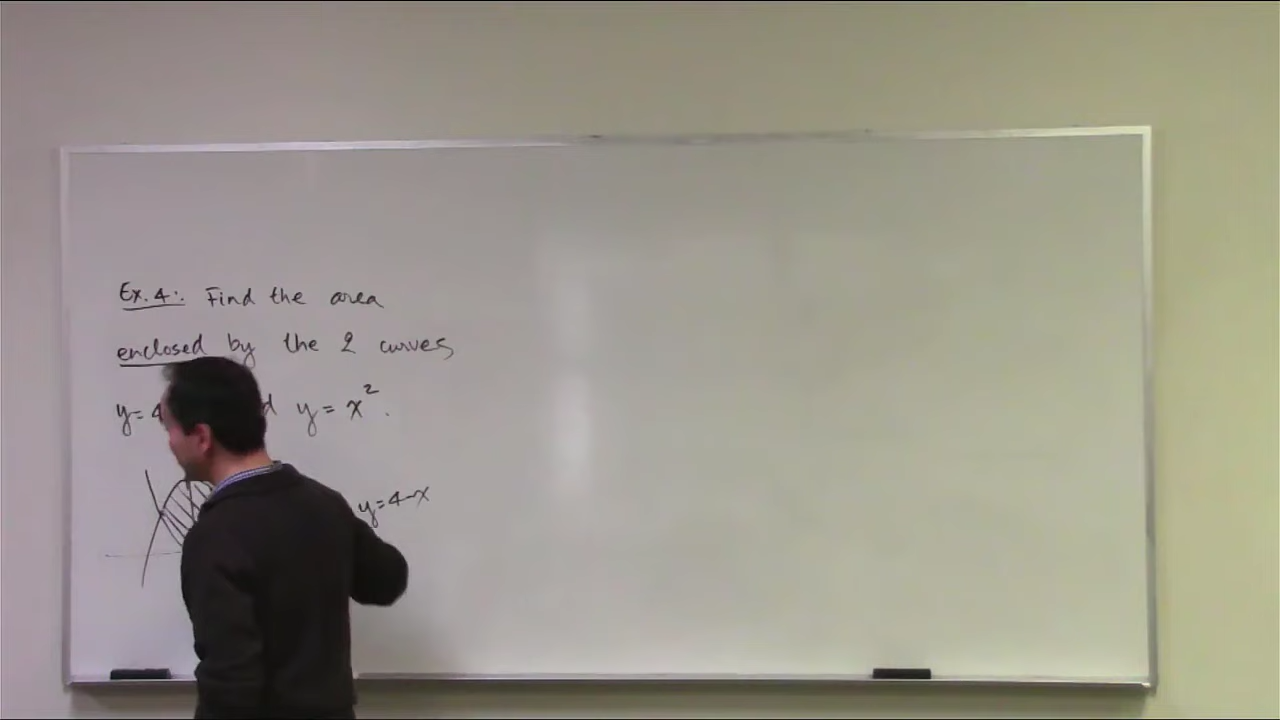 Ex. 4: Find the area
enclosed by the 2 curves
y=4 y = x².
y=4-x